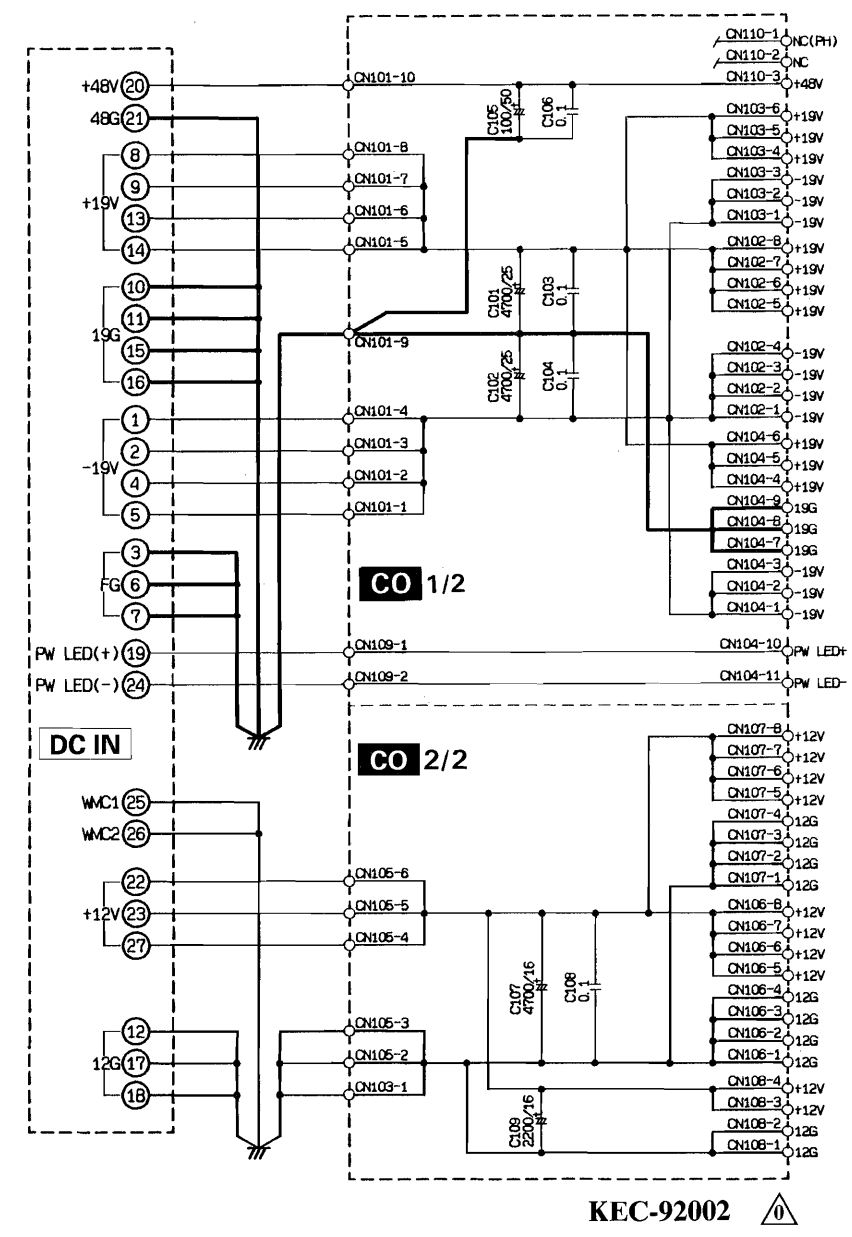 CN110-1 NC(PH)
CN110-2 NC
+48V 20 CN101-10 CN110-3 +48V
48G 21 C105 100/50 C106 0.1 CN103-6 +19V
CN103-5 +19V
8 CN101-8 CN103-4 +19V
9 CN101-7 CN103-3 -19V
+19V CN103-2 -19V
13 CN101-6 CN103-1 -19V
14 CN101-5 CN102-8 +19V
CN102-7 +19V
10 C101 4700/25 C103 0.1 CN102-6 +19V
11 CN102-5 +19V
19G CN101-9
15 CN102-4 -19V
16 C102 4700/25 C104 0.1 CN102-3 -19V
CN102-2 -19V
1 CN101-4 CN102-1 -19V
2 CN101-3 CN104-6 +19V
-19V CN104-5 +19V
4 CN101-2 CN104-4 +19V
5 CN101-1 CN104-9 19G
CN104-8 19G
3 CN104-7 19G
FG 6 CO 1/2 CN104-3 -19V
CN104-2 -19V
7 CN104-1 -19V
PW LED(+) 19 CN109-1 CN104-10 PW LED+
PW LED(-) 24 CN109-2 CN104-11 PW LED-
DC IN CO 2/2 CN107-8 +12V
CN107-7 +12V
CN107-6 +12V
WMC1 25 CN107-5 +12V
WMC2 26 CN107-4 12G
CN107-3 12G
CN107-2 12G
22 CN105-6 CN107-1 12G
+12V 23 CN105-5 CN106-8 +12V
CN106-7 +12V
27 CN105-4 CN106-6 +12V
CN106-5 +12V
C107 4700/16 C108 0.1 CN106-4 12G
CN106-3 12G
12 CN105-3 CN106-2 12G
12G 17 CN105-2 CN106-1 12G
18 CN103-1 CN108-4 +12V
C109 2200/16 CN108-3 +12V
CN108-2 12G
CN108-1 12G
KEC-92002 0